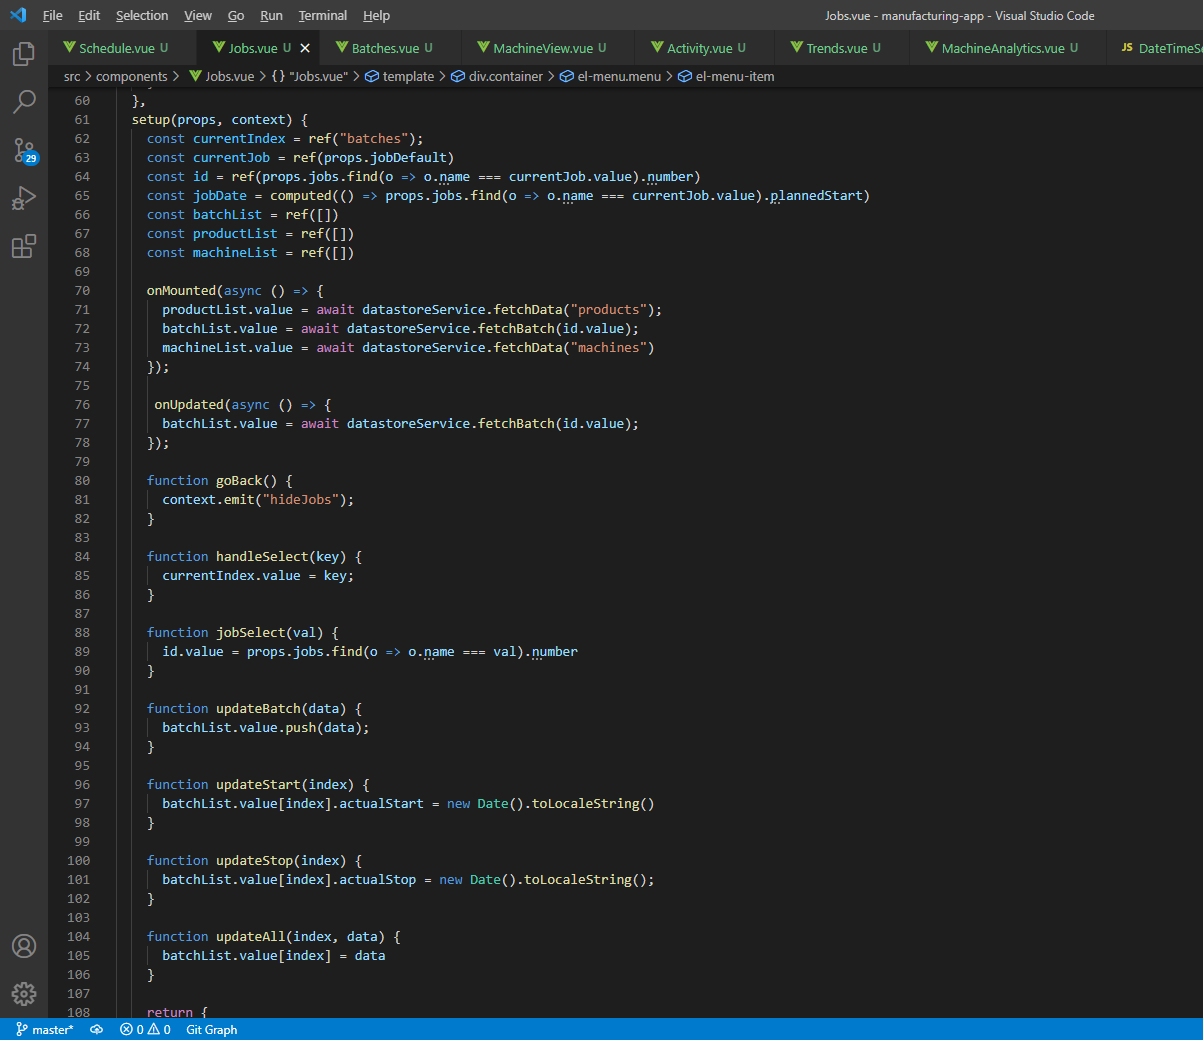 File Edit Selection View Go Run Terminal Help Jobs.vue - manufacturing-app - Visual Studio Code
Schedule.vue U Jobs.vue U Batches.vue U MachineView.vue U Activity.vue U Trends.vue U MachineAnalytics.vue U JS DateTimeSe
src > components > Jobs.vue > {} "Jobs.vue" > template > div.container > el-menu.menu > el-menu-item
29
60 },
61 setup(props, context) {
62 const currentIndex = ref("batches");
63 const currentJob = ref(props.jobDefault)
64 const id = ref(props.jobs.find(o => o.name === currentJob.value).number)
65 const jobDate = computed(() => props.jobs.find(o => o.name === currentJob.value).plannedStart)
66 const batchList = ref([])
67 const productList = ref([])
68 const machineList = ref([])
69
70 onMounted(async () => {
71 productList.value = await datastoreService.fetchData("products");
72 batchList.value = await datastoreService.fetchBatch(id.value);
73 machineList.value = await datastoreService.fetchData("machines")
74 });
75
76 onUpdated(async () => {
77 batchList.value = await datastoreService.fetchBatch(id.value);
78 });
79
80 function goBack() {
81 context.emit("hideJobs");
82 }
83
84 function handleSelect(key) {
85 currentIndex.value = key;
86 }
87
88 function jobSelect(val) {
89 id.value = props.jobs.find(o => o.name === val).number
90 }
91
92 function updateBatch(data) {
93 batchList.value.push(data);
94 }
95
96 function updateStart(index) {
97 batchList.value[index].actualStart = new Date().toLocaleString()
98 }
99
100 function updateStop(index) {
101 batchList.value[index].actualStop = new Date().toLocaleString();
102 }
103
104 function updateAll(index, data) {
105 batchList.value[index] = data
106 }
107
108 return {
master* 0 0 Git Graph